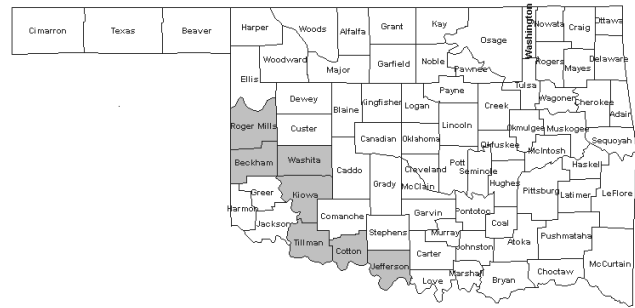 Cimarron
Texas
Beaver
Harper
Woods
Alfalfa
Grant
Kay
Osage
Washington
Nowata
Craig
Ottawa
Ellis
Woodward
Major
Garfield
Noble
Pawnee
Rogers
Mayes
Delaware
Tulsa
Roger Mills
Dewey
Custer
Blaine
Kingfisher
Logan
Payne
Creek
Wagoner
Cherokee
Adair
Canadian
Oklahoma
Lincoln
Okmulgee
Muskogee
Sequoyah
Okfuskee
McIntosh
Beckham
Washita
Caddo
Grady
Cleveland
McClain
Pott
Seminole
Hughes
Pittsburg
Haskel
Latimer
LeFlore
Greer
Kiowa
Harmon
Jackson
Comanche
Stephens
Garvin
Pontotoc
Coal
Murray
Johnston
Atoka
Pushmataha
McCurtain
Tillman
Cotton
Jefferson
Carter
Love
Marshall
Bryan
Choctaw